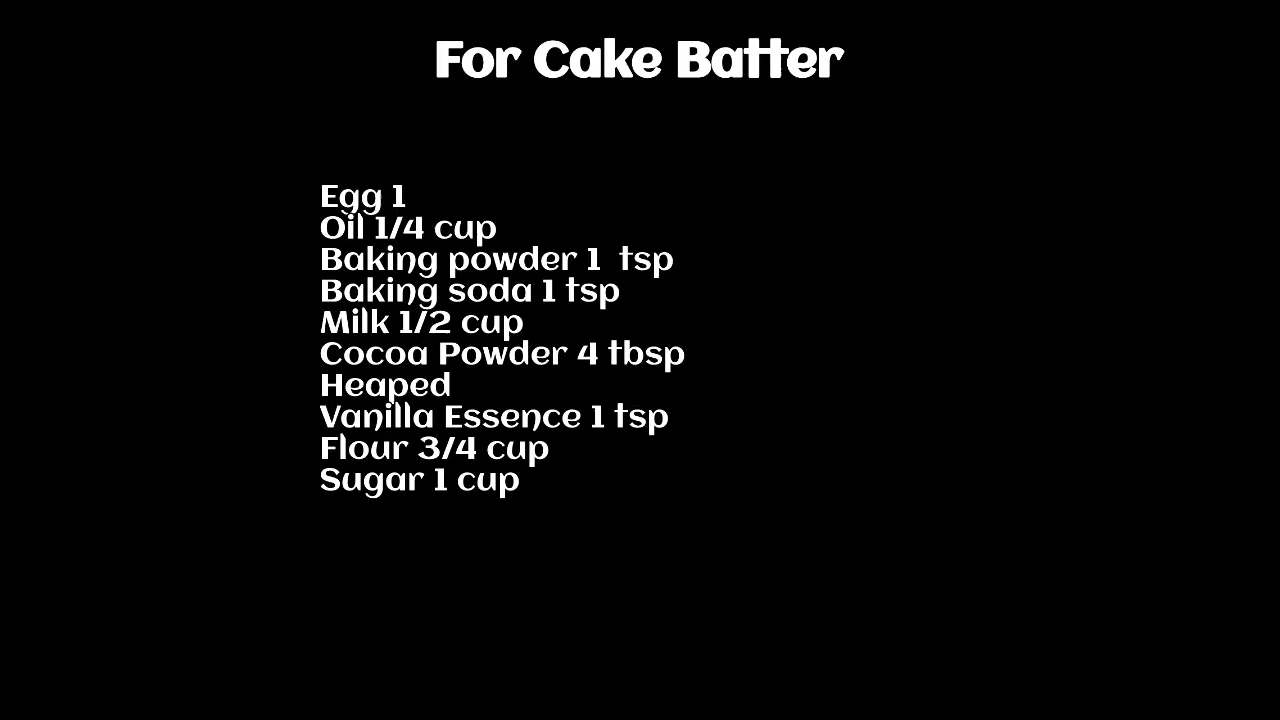 For Cake Batter
Egg 1
Oil 1/4 cup
Baking powder 1  tsp
Baking soda 1 tsp
Milk 1/2 cup
Cocoa Powder 4 tbsp
Heaped
Vanilla Essence 1 tsp
Flour 3/4 cup
Sugar 1 cup